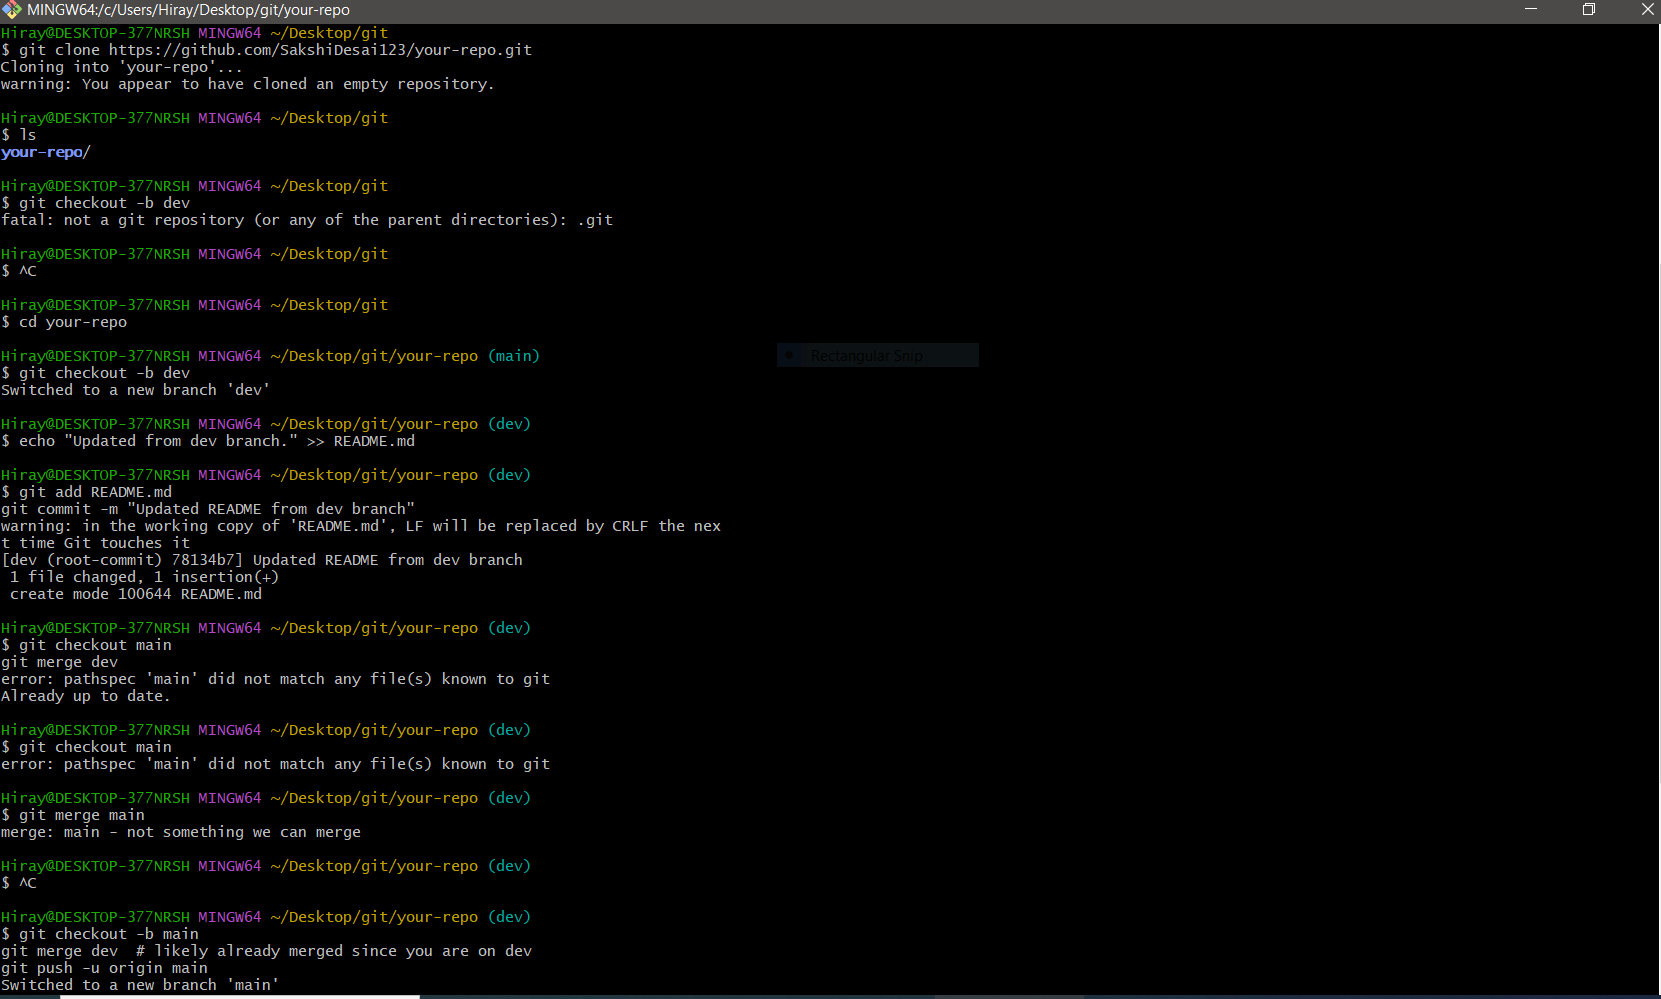 MINGW64:/c/Users/Hiray/Desktop/git/your-repo
Hiray@DESKTOP-377NRSH MINGW64 ~/Desktop/git
$ git clone https://github.com/SakshiDesai123/your-repo.git
Cloning into 'your-repo'...
warning: You appear to have cloned an empty repository.
Hiray@DESKTOP-377NRSH MINGW64 ~/Desktop/git
$ ls
your-repo/
Hiray@DESKTOP-377NRSH MINGW64 ~/Desktop/git
$ git checkout -b dev
fatal: not a git repository (or any of the parent directories): .git
Hiray@DESKTOP-377NRSH MINGW64 ~/Desktop/git
$ ^C
Hiray@DESKTOP-377NRSH MINGW64 ~/Desktop/git
$ cd your-repo
Hiray@DESKTOP-377NRSH MINGW64 ~/Desktop/git/your-repo (main)
Rectangular Snip
$ git checkout -b dev
Switched to a new branch 'dev'
Hiray@DESKTOP-377NRSH MINGW64 ~/Desktop/git/your-repo (dev)
$ echo "Updated from dev branch." >> README.md
Hiray@DESKTOP-377NRSH MINGW64 ~/Desktop/git/your-repo (dev)
$ git add README.md
git commit -m "Updated README from dev branch"
warning: in the working copy of 'README.md', LF will be replaced by CRLF the nex
t time Git touches it
[dev (root-commit) 78134b7] Updated README from dev branch
1 file changed, 1 insertion(+)
create mode 100644 README.md
Hiray@DESKTOP-377NRSH MINGW64 ~/Desktop/git/your-repo (dev)
$ git checkout main
git merge dev
error: pathspec 'main' did not match any file(s) known to git
Already up to date.
Hiray@DESKTOP-377NRSH MINGW64 ~/Desktop/git/your-repo (dev)
$ git checkout main
error: pathspec 'main' did not match any file(s) known to git
Hiray@DESKTOP-377NRSH MINGW64 ~/Desktop/git/your-repo (dev)
$ git merge main
merge: main - not something we can merge
Hiray@DESKTOP-377NRSH MINGW64 ~/Desktop/git/your-repo (dev)
$ ^C
Hiray@DESKTOP-377NRSH MINGW64 ~/Desktop/git/your-repo (dev)
$ git checkout -b main
git merge dev  # likely already merged since you are on dev
git push -u origin main
Switched to a new branch 'main'